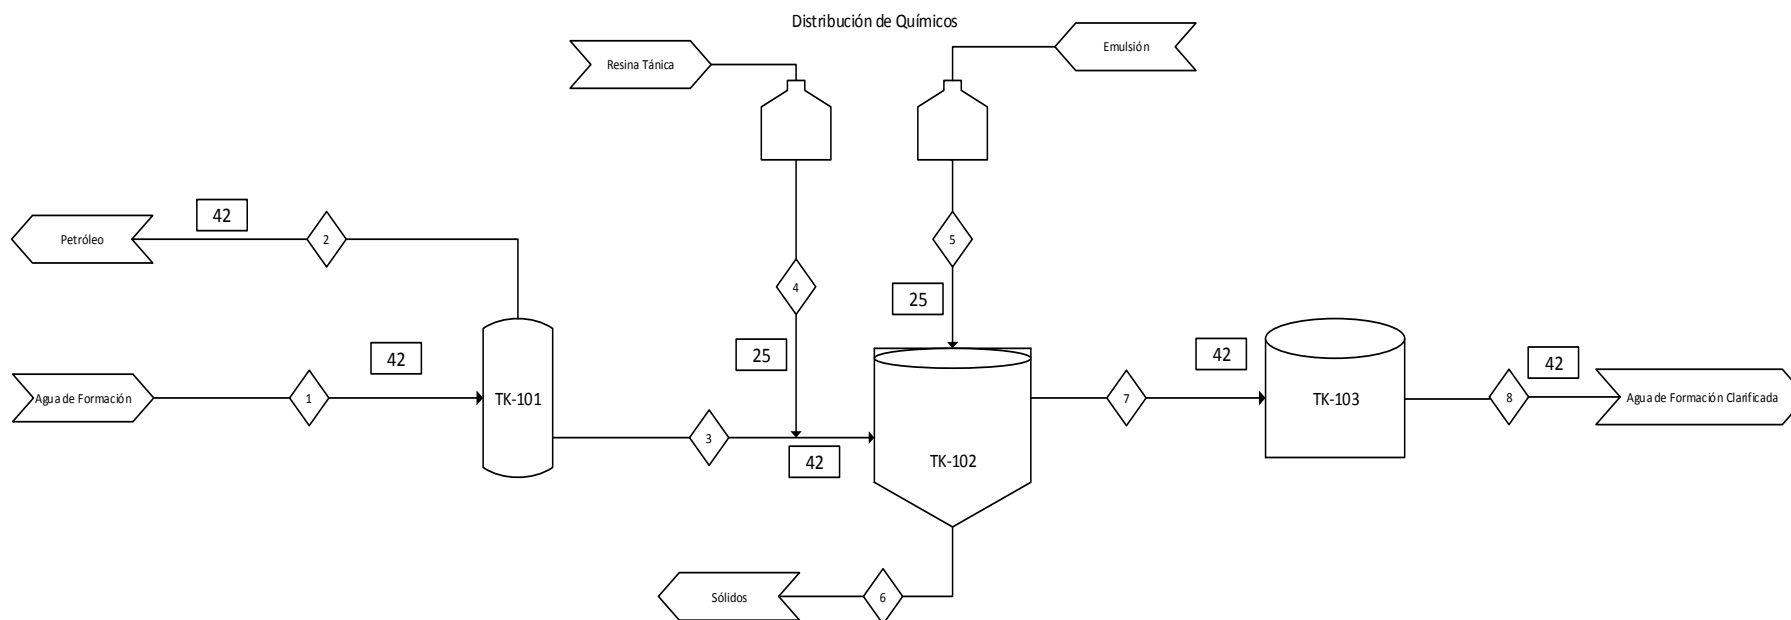 Distribución de Químicos
Resina Tánica
Emulsión
42
Petróleo
2
5
4
25
25
42
42
42
Agua de Formación
1
TK-101
7
TK-103
8
Agua de Formación Clarificada
3
42
TK-102
Sólidos
6